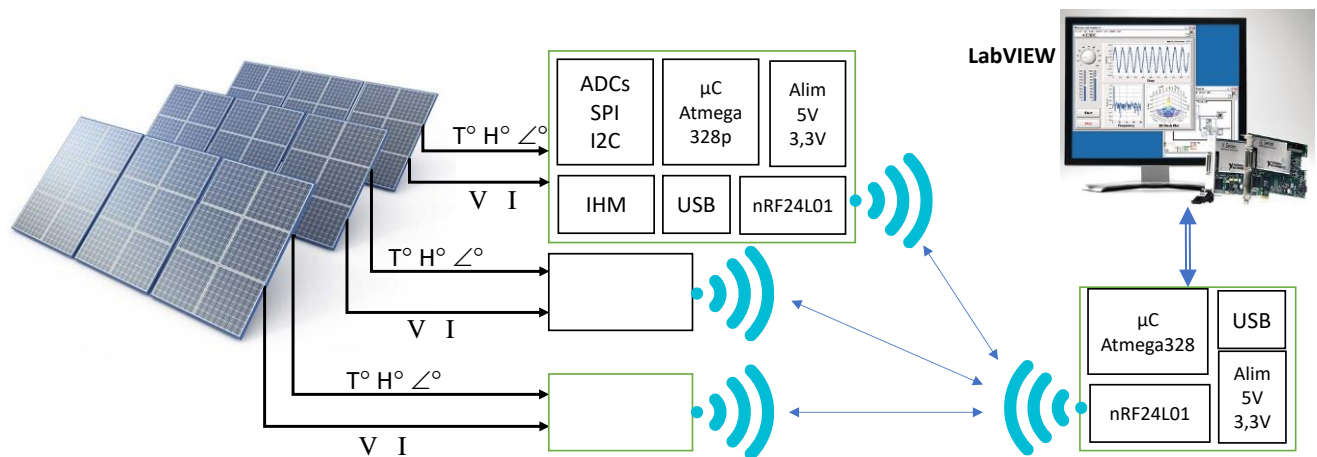 LabVIEW
ADCs
SPI
I2C
µC
Atmega
328p
Alim
5V
3,3V
T° H° ∠°
V I
IHM
USB
nRF24L01
T° H° ∠°
V I
T° H° ∠°
V I
µC
Atmega328
USB
Alim
5V
3,3V
nRF24L01